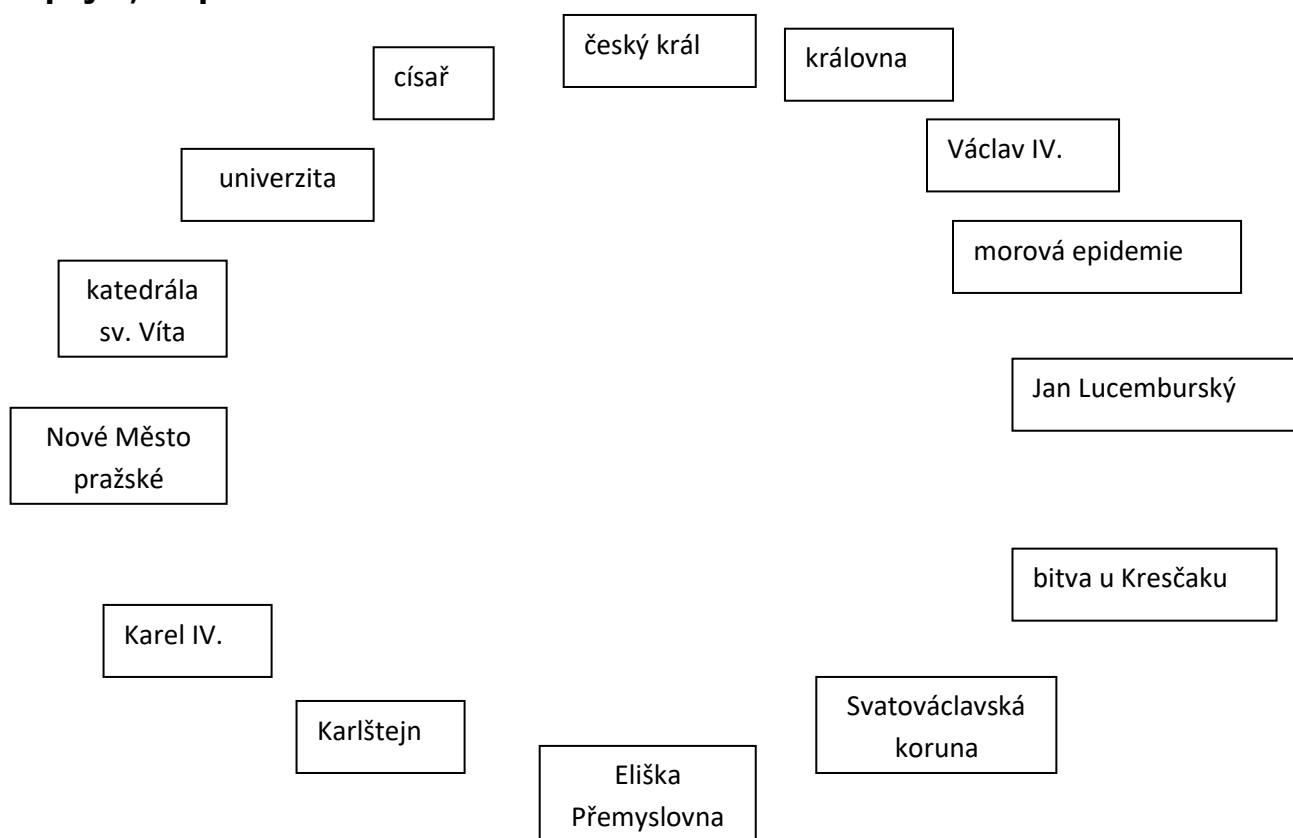 český král
královna
císař
Václav IV.
univerzita
morová epidemie
katedrála
sv. Víta
Jan Lucemburský
Nové Město
pražské
bitva u Kresčaku
Karel IV.
Svatováclavská
koruna
Karlštejn
Eliška
Přemyslovna